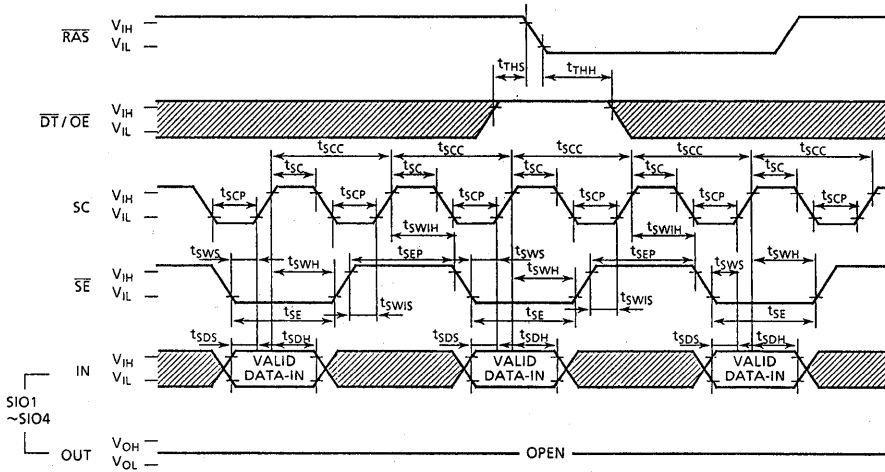 RAS VIH
VIL
tTHS tTHH
DT/OE VIH
VIL
tSCC tSCC tSCC tSCC tSCC
tSC tSC tSC tSC tSC
SC VIH
VIL
tSCP tSCP tSCP tSCP tSCP tSCP
tSWIH tSWIH
tSWS tSWH tSEP tSWS tSWH tSEP tSWS tSWH
SE VIH
VIL
tSE tSWIS tSE tSWIS tSE
tSDS tSDH tSDS tSDH tSDS tSDH
IN VIH
VIL
VALID DATA-IN VALID DATA-IN VALID DATA-IN
SIO1
~SIO4
OUT VOH
VOL
OPEN